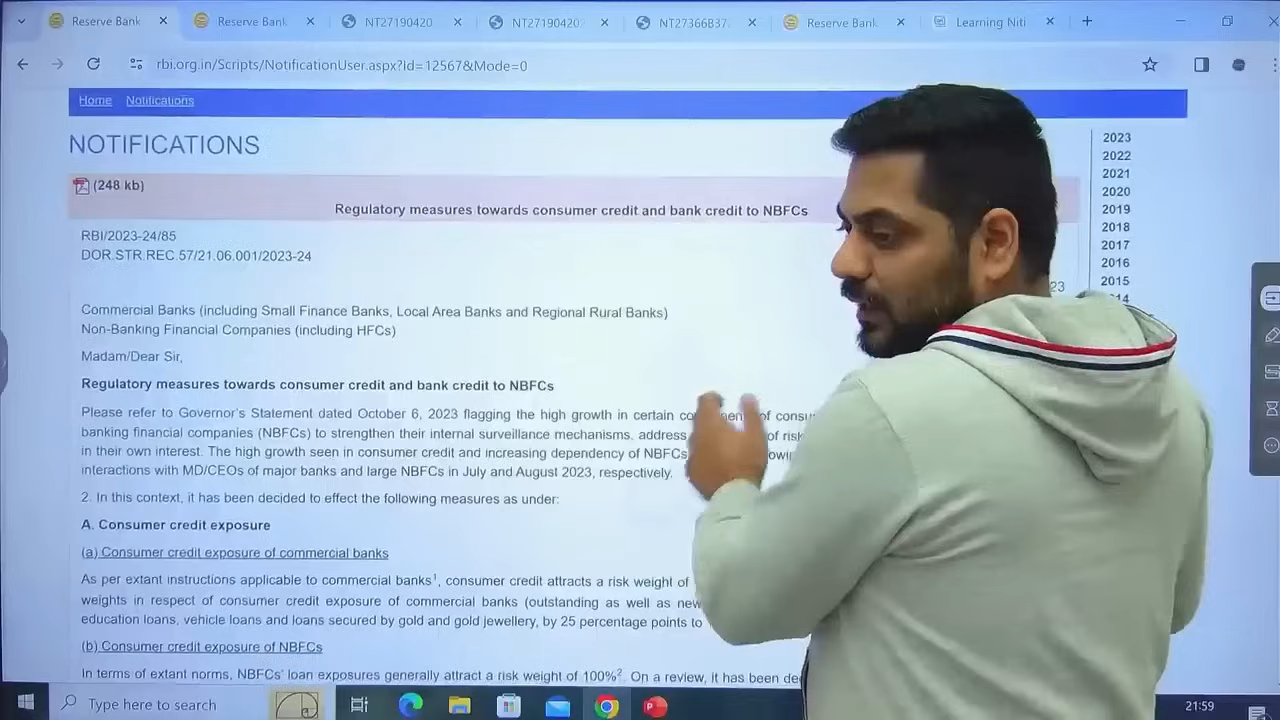 Reserve Bank
Reserve Bank
NT27190420
NT27190420
NT27366B37
Reserve Bank
Learning Niti
rbi.org.in/Scripts/NotificationUser.aspx?Id=12567&Mode=0
Home Notifications
NOTIFICATIONS
(248 kb)
Regulatory measures towards consumer credit and bank credit to NBFCs
RBI/2023-24/85
DOR.STR.REC.57/21.06.001/2023-24
23
Commercial Banks (including Small Finance Banks, Local Area Banks and Regional Rural Banks)
Non-Banking Financial Companies (including HFCs)
Madam/Dear Sir,
Regulatory measures towards consumer credit and bank credit to NBFCs
Please refer to Governor's Statement dated October 6, 2023 flagging the high growth in certain of
banking financial companies (NBFCs) to strengthen their internal surveillance mechanisms, address of
in their own interest. The high growth seen in consumer credit and increasing dependency of NBFCs
interactions with MD/CEOs of major banks and large NBFCs in July and August 2023, respectively.
2. In this context, it has been decided to effect the following measures as under:
A. Consumer credit exposure
(a) Consumer credit exposure of commercial banks
As per extant instructions applicable to commercial banks1, consumer credit attracts a risk weight of
weights in respect of consumer credit exposure of commercial banks (outstanding as well as new
education loans, vehicle loans and loans secured by gold and gold jewellery, by 25 percentage points to
(b) Consumer credit exposure of NBFCs
In terms of extant norms, NBFCs' loan exposures generally attract a risk weight of 100%2. On a review, it has been
2023
2022
2021
2020
2019
2018
2017
2016
2015
14
Type here to search
21:59